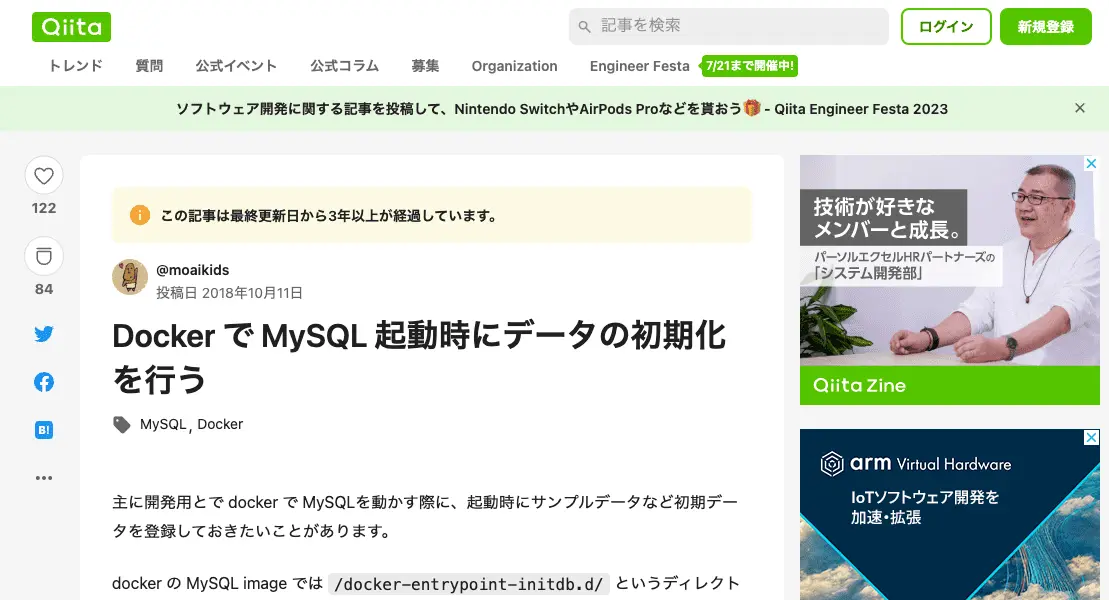 Qiita
記事を検索
ログイン
新規登録
トレンド 質問 公式イベント 公式コラム 募集 Organization Engineer Festa 7/21まで開催中!
ソフトウェア開発に関する記事を投稿して、Nintendo SwitchやAirPods Proなどを貰おう🎁 - Qiita Engineer Festa 2023
122
84
B!
この記事は最終更新日から3年以上が経過しています。
@moaikids
投稿日 2018年10月11日
Docker で MySQL 起動時にデータの初期化
を行う
MySQL, Docker
主に開発用とで docker で MySQLを動かす際に、起動時にサンプルデータなど初期デー
タを登録しておきたいことがあります。
docker の MySQL image では /docker-entrypoint-initdb.d/ というディレクト
技術が好きな
メンバーと成長。
パーソルエクセルHRパートナーズの
「システム開発部」
Qiita Zine
arm Virtual Hardware
IoTソフトウェア開発を
加速・拡張